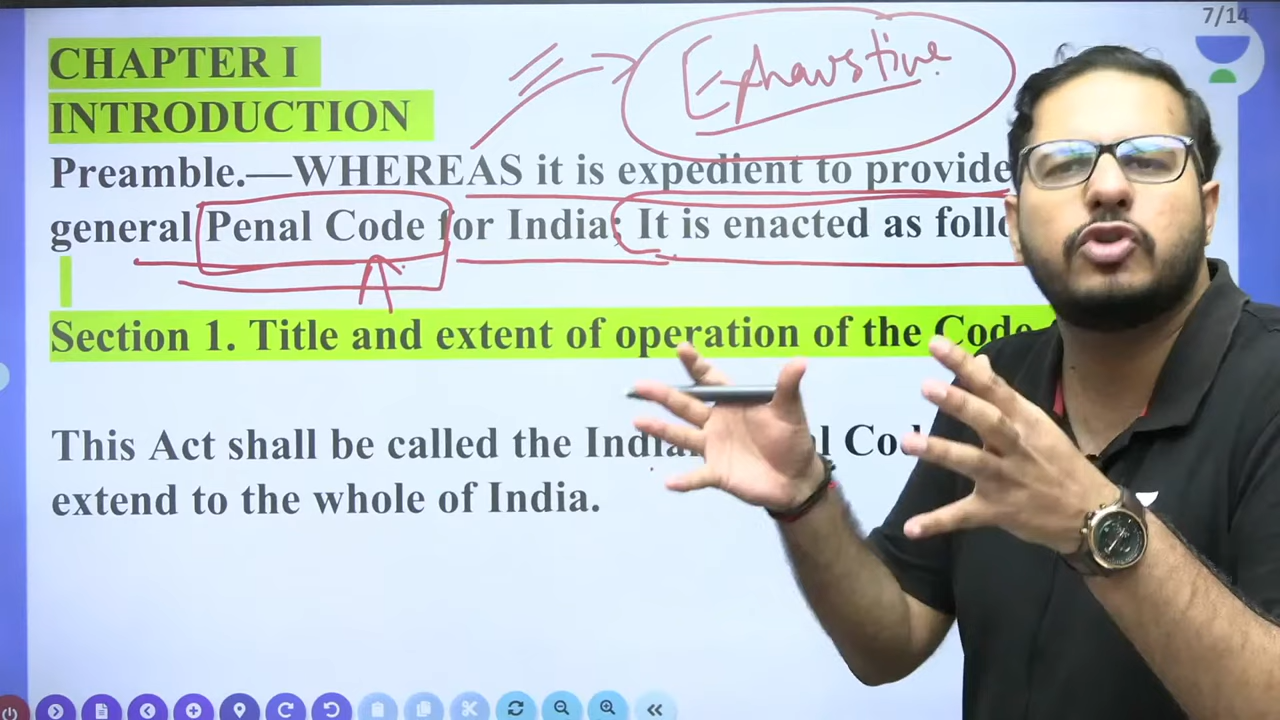 7/14
CHAPTER I
Exhaustive
INTRODUCTION
Preamble.—WHEREAS it is expedient to provide
general Penal Code for India; It is enacted as follo
Section 1. Title and extent of operation of the Code
This Act shall be called the India l Cod
extend to the whole of India.